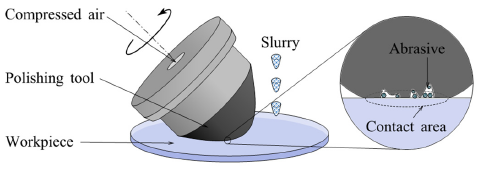 Compressed air
Slurry
Abrasive
Polishing tool
Contact area
Workpiece